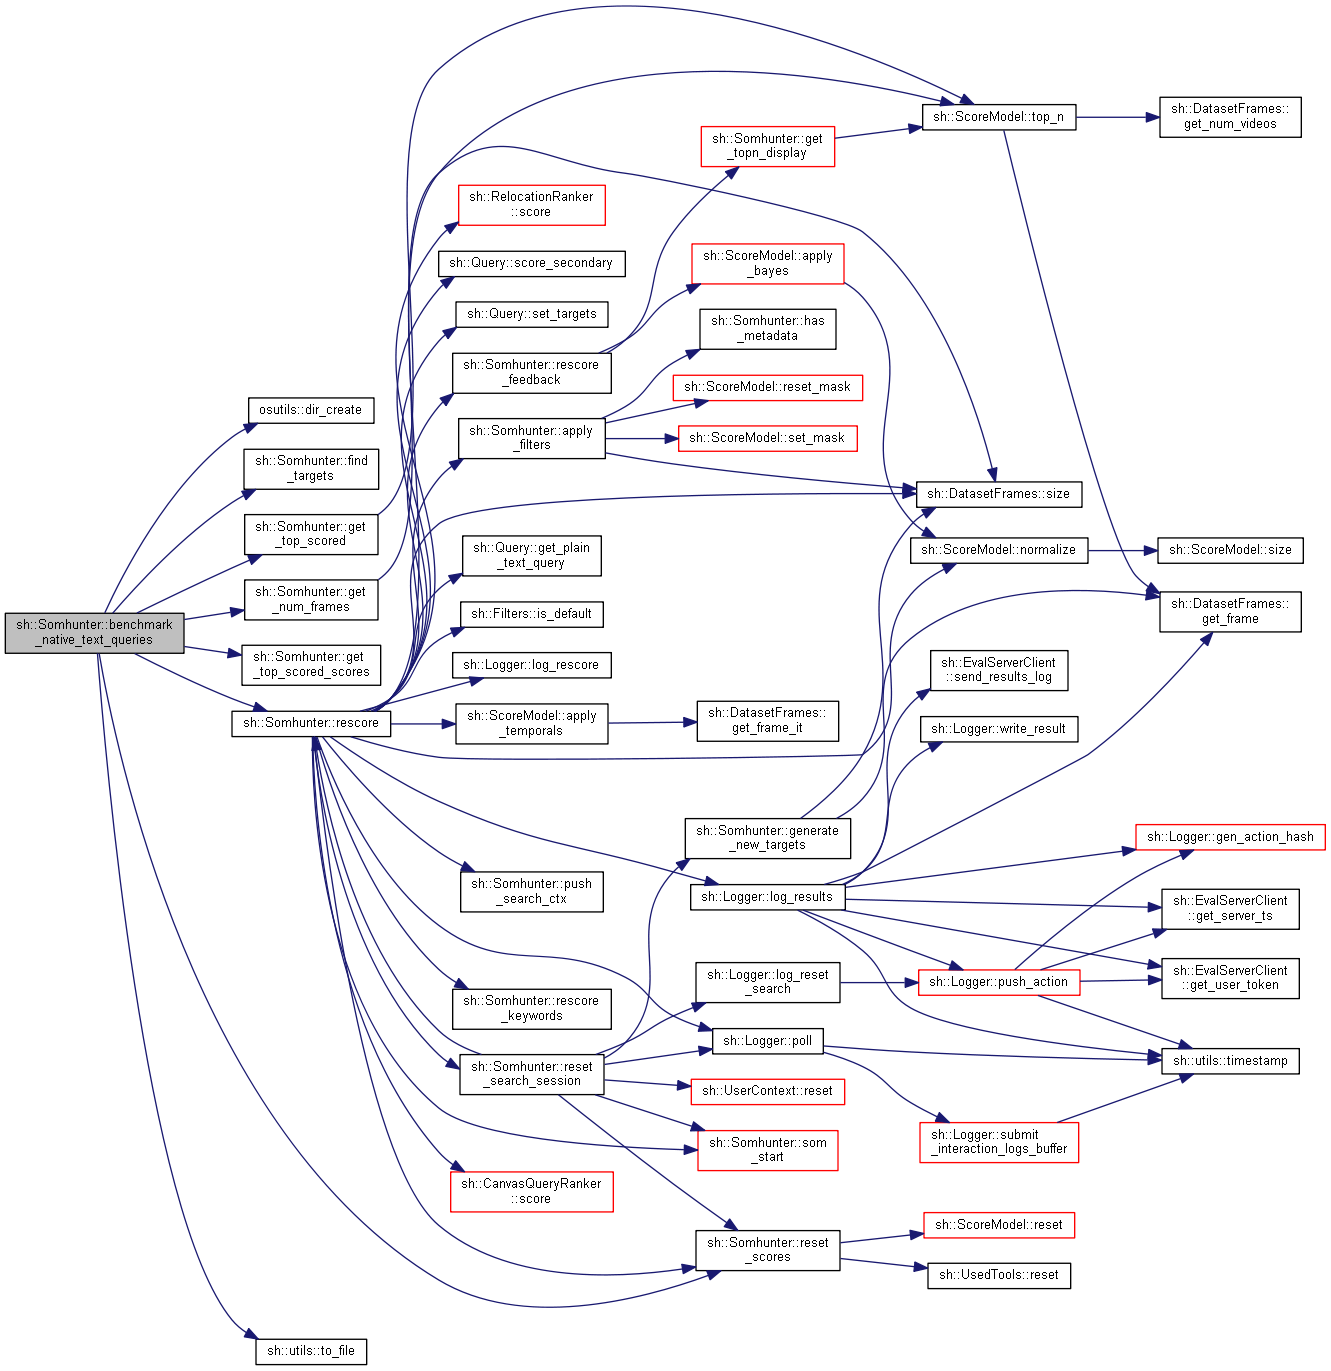 sh::Somhunter::benchmark
_native_text_queries
osutils::dir_create
sh::Somhunter::find
_targets
sh::Somhunter::get
_top_scored
sh::Somhunter::get
_num_frames
sh::Somhunter::get
_top_scored_scores
sh::Somhunter::rescore
sh::utils::to_file
sh::RelocationRanker
::score
sh::Query::score_secondary
sh::Query::set_targets
sh::Somhunter::rescore
_feedback
sh::Somhunter::apply
_filters
sh::Query::get_plain
_text_query
sh::Filters::is_default
sh::Logger::log_rescore
sh::ScoreModel::apply
_temporals
sh::Somhunter::push
_search_ctx
sh::Somhunter::rescore
_keywords
sh::Somhunter::reset
_search_session
sh::CanvasQueryRanker
::score
sh::Somhunter::get
_topn_display
sh::ScoreModel::apply
_bayes
sh::Somhunter::has
_metadata
sh::ScoreModel::reset_mask
sh::ScoreModel::set_mask
sh::DatasetFrames::
get_frame_it
sh::Somhunter::generate
_new_targets
sh::Logger::log_results
sh::Logger::log_reset
_search
sh::Logger::poll
sh::UserContext::reset
sh::Somhunter::som
_start
sh::Somhunter::reset
_scores
sh::ScoreModel::top_n
sh::DatasetFrames::size
sh::ScoreModel::normalize
sh::EvalServerClient
::send_results_log
sh::Logger::write_result
sh::Logger::push_action
sh::Logger::submit
_interaction_logs_buffer
sh::ScoreModel::reset
sh::UsedTools::reset
sh::DatasetFrames::
get_num_videos
sh::ScoreModel::size
sh::DatasetFrames::
get_frame
sh::Logger::gen_action_hash
sh::EvalServerClient
::get_server_ts
sh::EvalServerClient
::get_user_token
sh::utils::timestamp